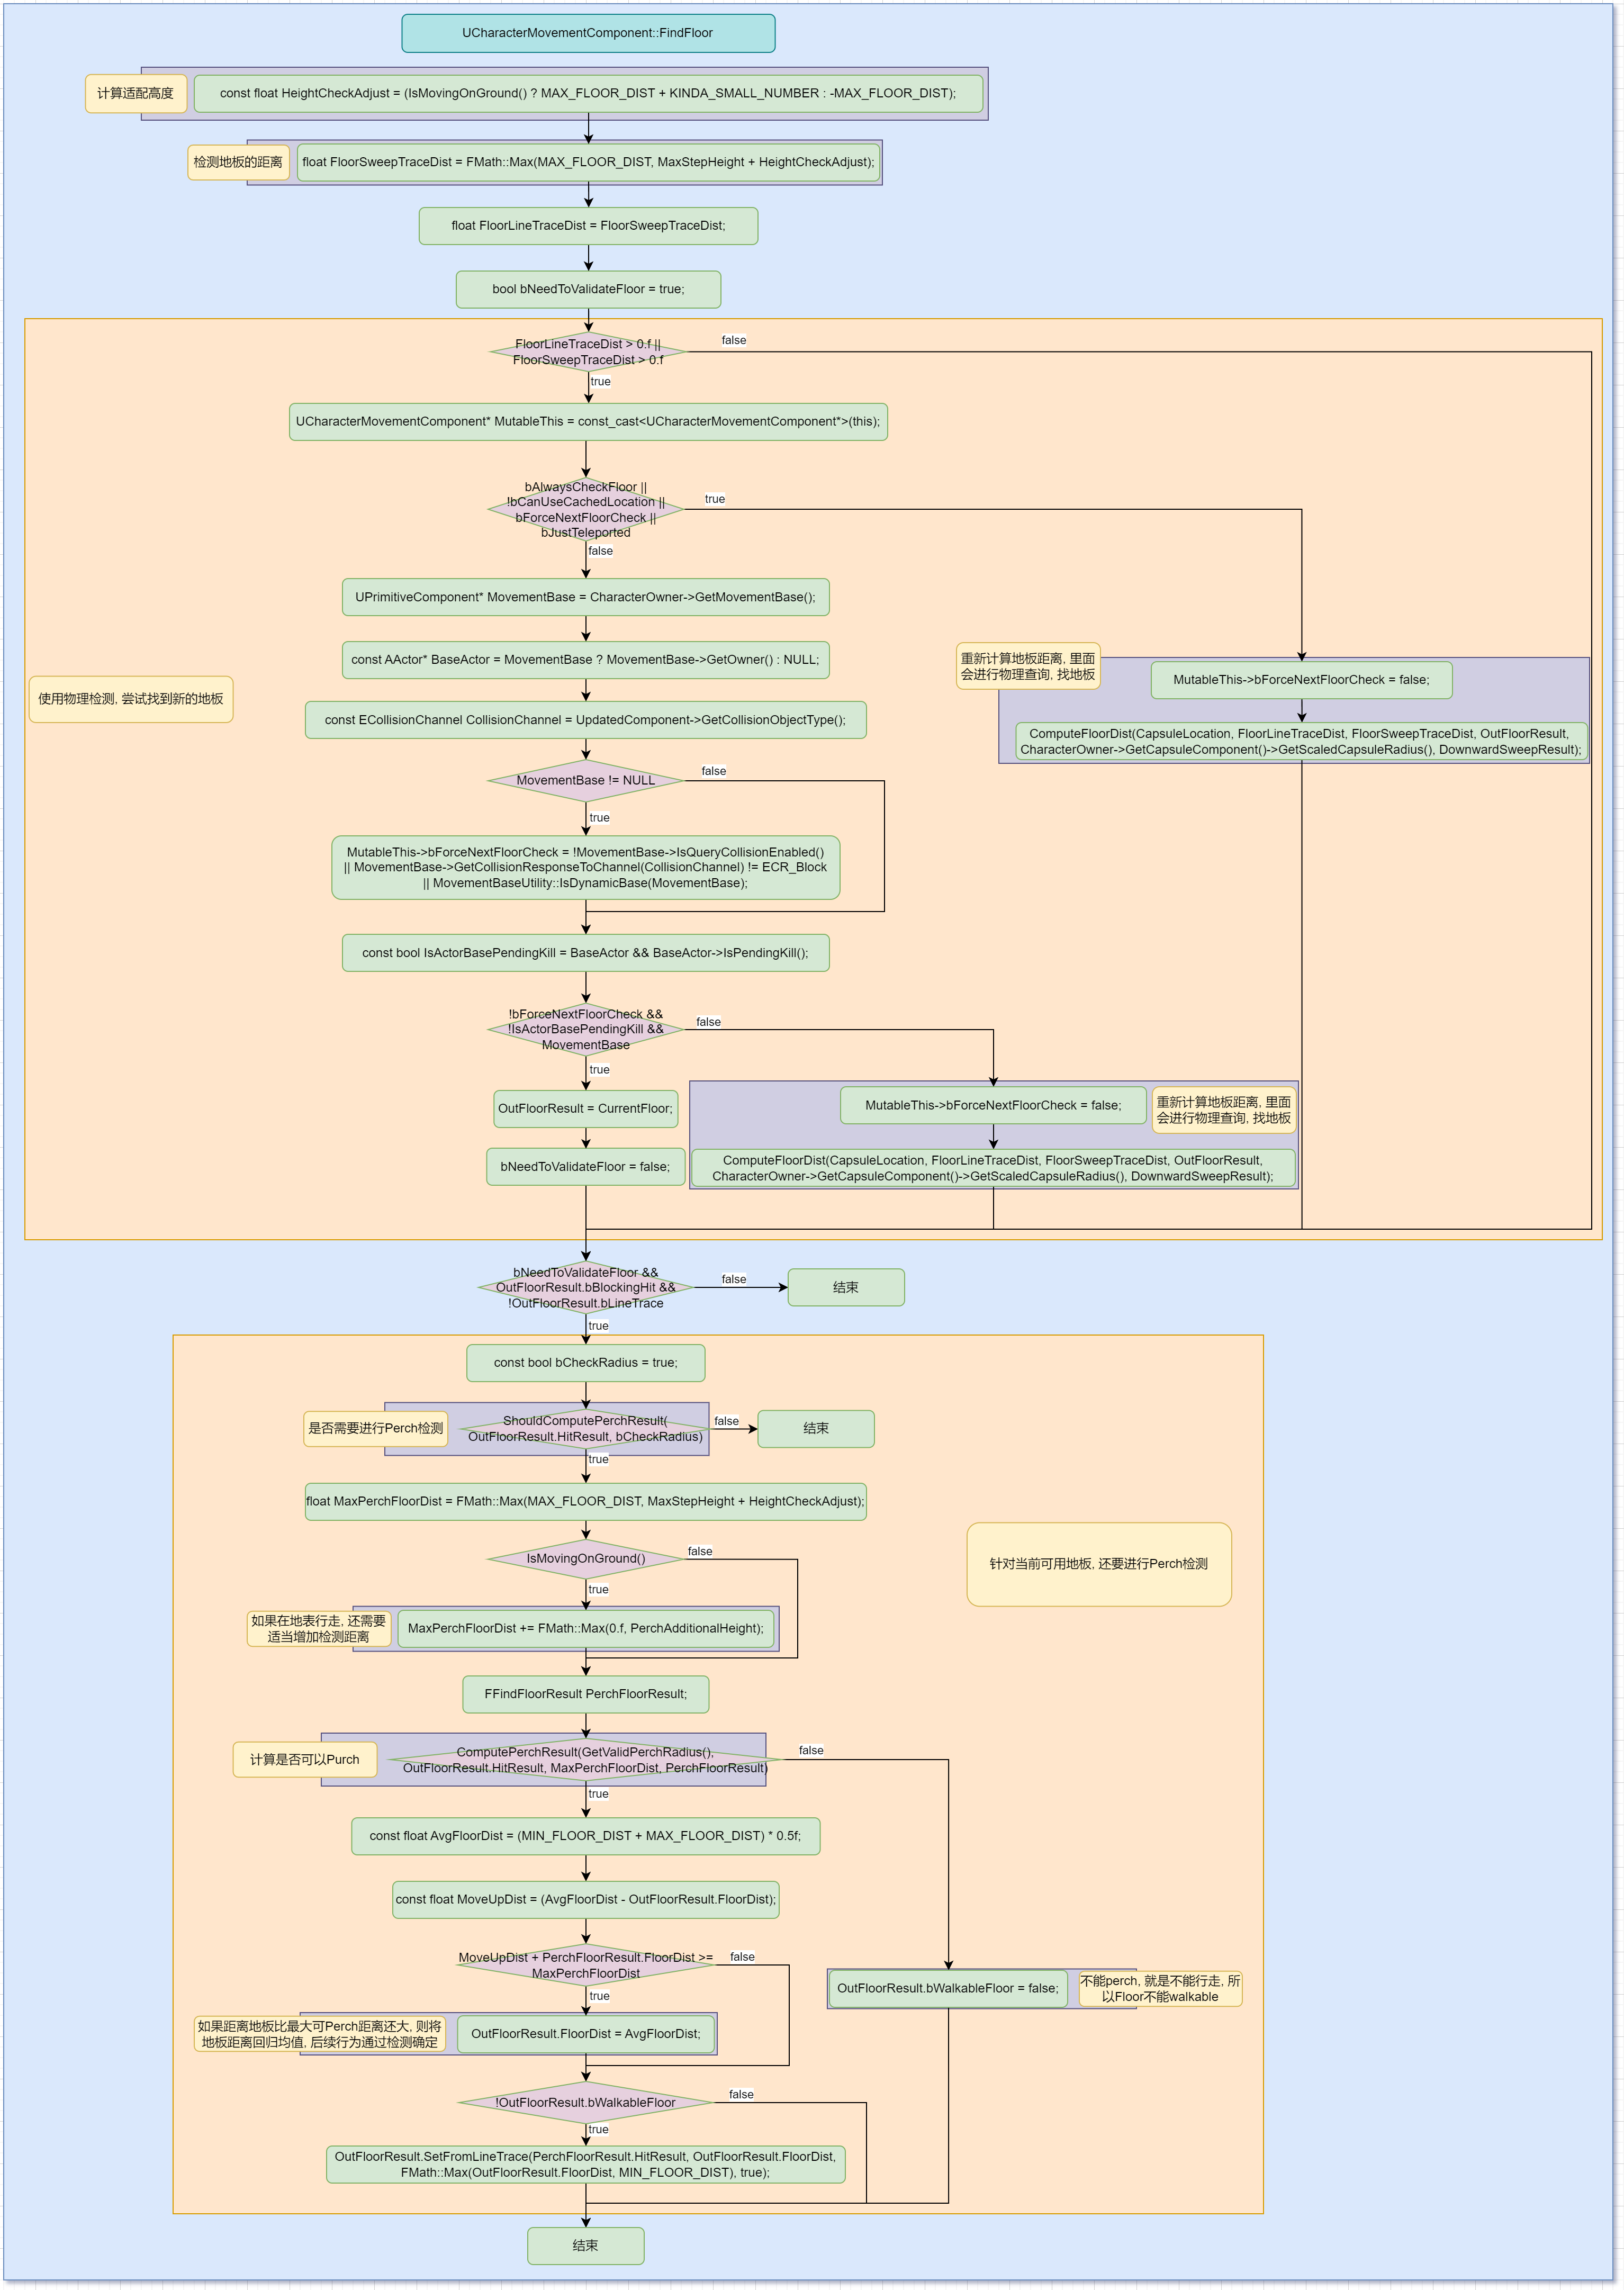 UCharacterMovementComponent::FindFloor
计算适配高度
const float HeightCheckAdjust = (IsMovingOnGround() ? MAX_FLOOR_DIST + KINDA_SMALL_NUMBER : -MAX_FLOOR_DIST);
检测地板的距离
float FloorSweepTraceDist = FMath::Max(MAX_FLOOR_DIST, MaxStepHeight + HeightCheckAdjust);
float FloorLineTraceDist = FloorSweepTraceDist;
bool bNeedToValidateFloor = true;
FloorLineTraceDist > 0.f ||
FloorSweepTraceDist > 0.f
false
true
UCharacterMovementComponent* MutableThis = const_cast<UCharacterMovementComponent*>(this);
bAlwaysCheckFloor ||
!bCanUseCachedLocation ||
bForceNextFloorCheck ||
bJustTeleported
true
false
UPrimitiveComponent* MovementBase = CharacterOwner->GetMovementBase();
const AActor* BaseActor = MovementBase ? MovementBase->GetOwner() : NULL;
重新计算地板距离, 里面
会进行物理查询, 找地板
MutableThis->bForceNextFloorCheck = false;
使用物理检测, 尝试找到新的地板
const ECollisionChannel CollisionChannel = UpdatedComponent->GetCollisionObjectType();
ComputeFloorDist(CapsuleLocation, FloorLineTraceDist, FloorSweepTraceDist, OutFloorResult,
CharacterOwner->GetCapsuleComponent()->GetScaledCapsuleRadius(), DownwardSweepResult);
MovementBase != NULL
false
true
MutableThis->bForceNextFloorCheck = !MovementBase->IsQueryCollisionEnabled()
|| MovementBase->GetCollisionResponseToChannel(CollisionChannel) != ECR_Block
|| MovementBaseUtility::IsDynamicBase(MovementBase);
const bool IsActorBasePendingKill = BaseActor && BaseActor->IsPendingKill();
!bForceNextFloorCheck &&
!IsActorBasePendingKill &&
MovementBase
false
true
OutFloorResult = CurrentFloor;
MutableThis->bForceNextFloorCheck = false;
重新计算地板距离, 里面
会进行物理查询, 找地板
bNeedToValidateFloor = false;
ComputeFloorDist(CapsuleLocation, FloorLineTraceDist, FloorSweepTraceDist, OutFloorResult,
CharacterOwner->GetCapsuleComponent()->GetScaledCapsuleRadius(), DownwardSweepResult);
bNeedToValidateFloor &&
OutFloorResult.bBlockingHit &&
!OutFloorResult.bLineTrace
false
结束
true
const bool bCheckRadius = true;
是否需要进行Perch检测
ShouldComputePerchResult(
OutFloorResult.HitResult, bCheckRadius)
false
结束
true
float MaxPerchFloorDist = FMath::Max(MAX_FLOOR_DIST, MaxStepHeight + HeightCheckAdjust);
IsMovingOnGround()
false
针对当前可用地板, 还要进行Perch检测
true
如果在地表行走, 还需要
适当增加检测距离
MaxPerchFloorDist += FMath::Max(0.f, PerchAdditionalHeight);
FFindFloorResult PerchFloorResult;
计算是否可以Purch
ComputePerchResult(GetValidPerchRadius(),
OutFloorResult.HitResult, MaxPerchFloorDist, PerchFloorResult)
false
true
const float AvgFloorDist = (MIN_FLOOR_DIST + MAX_FLOOR_DIST) * 0.5f;
const float MoveUpDist = (AvgFloorDist - OutFloorResult.FloorDist);
MoveUpDist + PerchFloorResult.FloorDist >=
MaxPerchFloorDist
false
true
OutFloorResult.bWalkableFloor = false;
不能perch, 就是不能行走, 所
以Floor不能walkable
如果距离地板比最大可Perch距离还大, 则将
地板距离回归均值, 后续行为通过检测确定
OutFloorResult.FloorDist = AvgFloorDist;
!OutFloorResult.bWalkableFloor
false
true
OutFloorResult.SetFromLineTrace(PerchFloorResult.HitResult, OutFloorResult.FloorDist,
FMath::Max(OutFloorResult.FloorDist, MIN_FLOOR_DIST), true);
结束